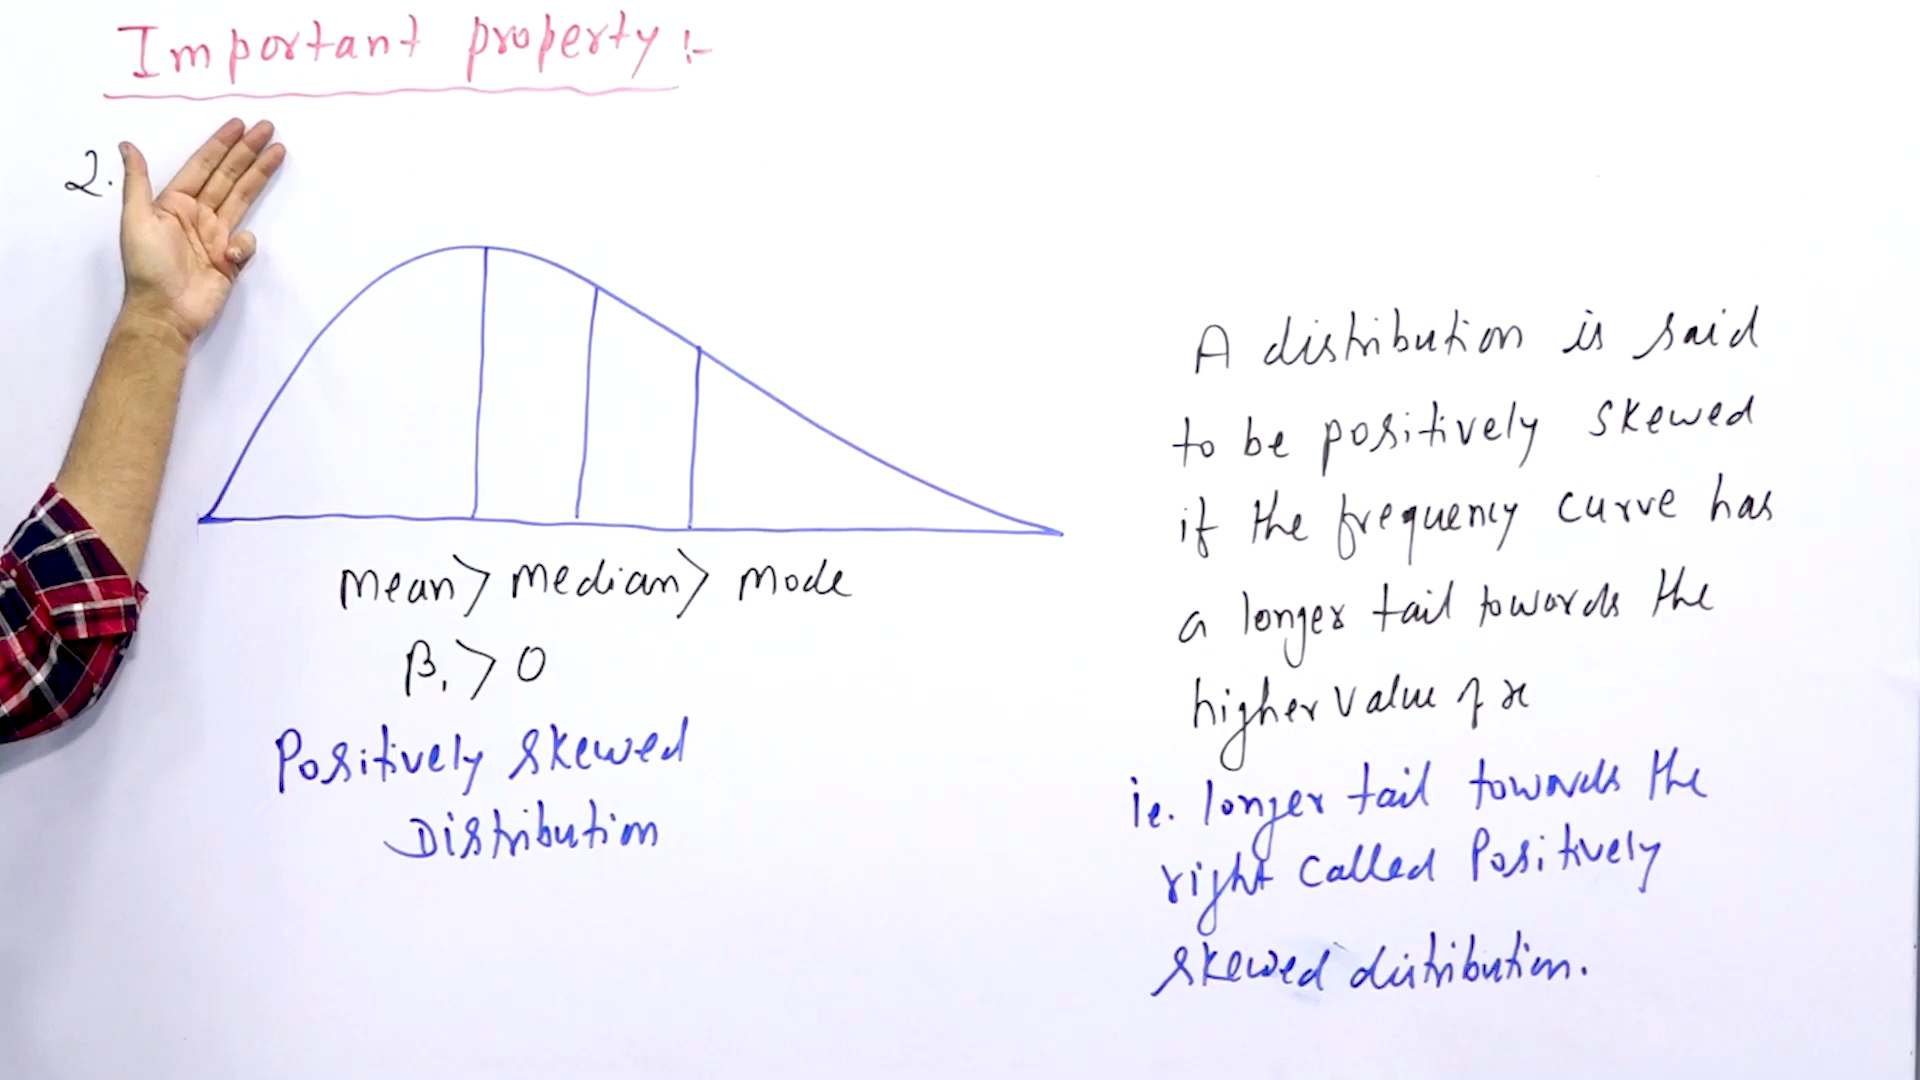 Important property :-
2.
Mean > Median > Mode
β₁ > 0
Positively skewed
Distribution
A distribution is said
to be positively skewed
if the frequency curve has
a longer tail towards the
higher value of x
ie. longer tail towards the
right called Positively
skewed distribution.